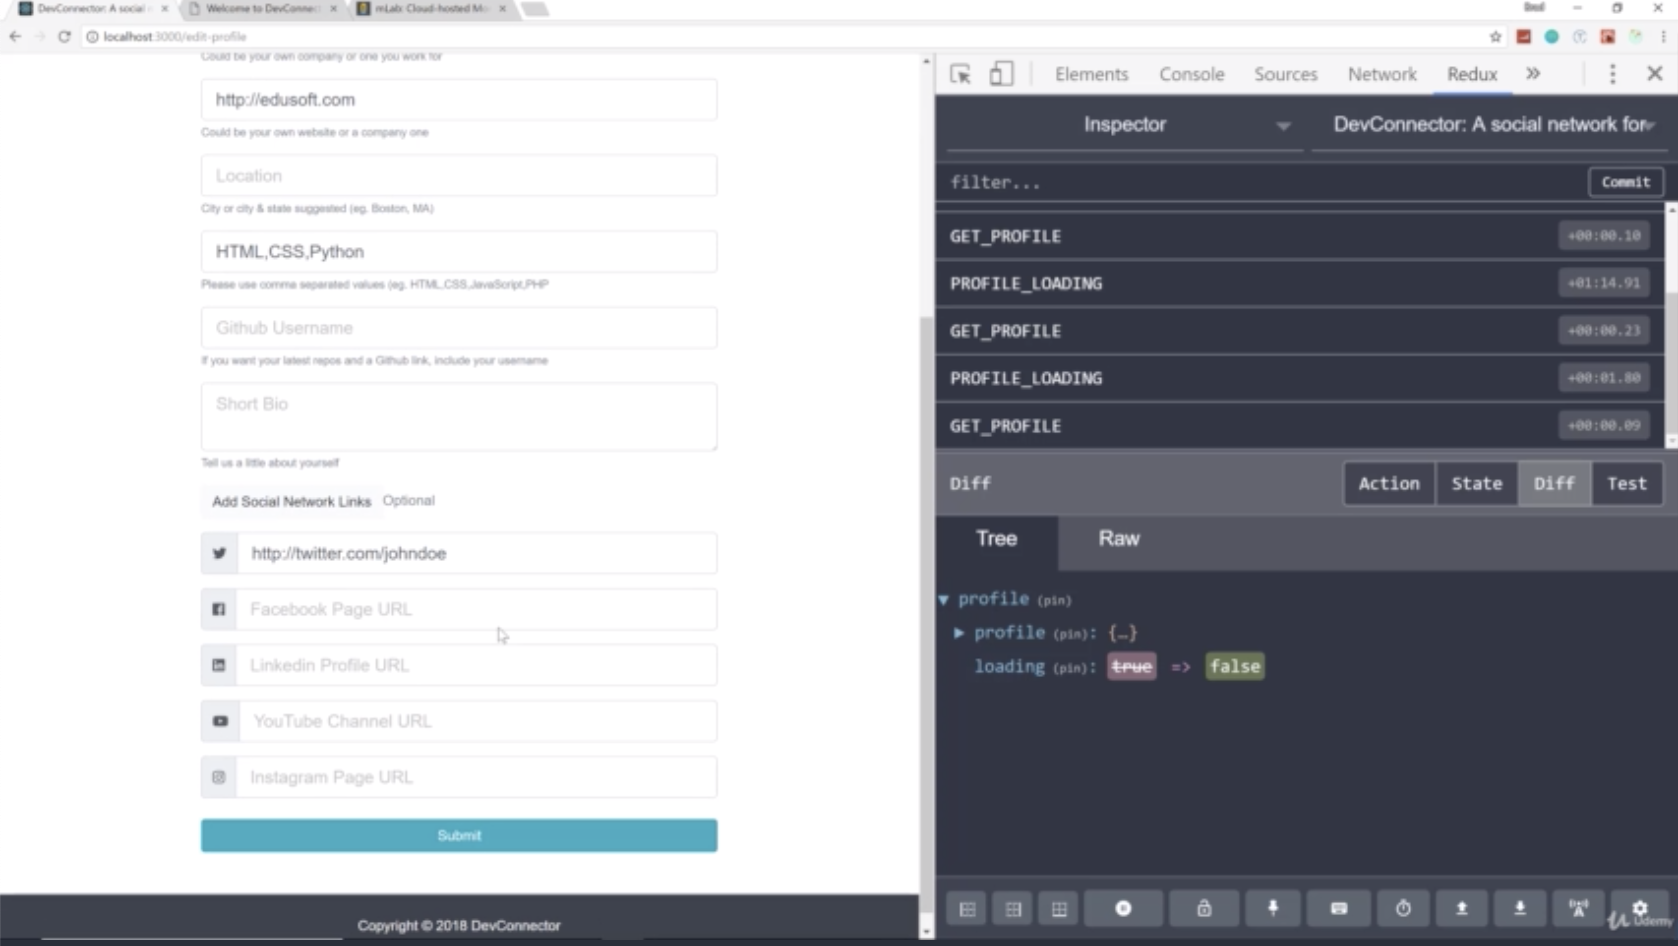 DevConnector: A social
Welcome to DevConnect
mLab: Cloud-hosted Mo
localhost:3000/edit-profile
Could be your own company or one you work for
http://edusoft.com
Could be your own website or a company one
Location
City or city & state suggested (eg. Boston, MA)
HTML,CSS,Python
Please use comma separated values (eg. HTML,CSS,JavaScript,PHP
Github Username
If you want your latest repos and a Github link, include your username
Short Bio
Tell us a little about yourself
Add Social Network Links Optional
http://twitter.com/johndoe
Facebook Page URL
Linkedin Profile URL
YouTube Channel URL
Instagram Page URL
Submit
Copyright © 2018 DevConnector
Elements Console Sources Network Redux
Inspector DevConnector: A social network for
filter... Commit
GET_PROFILE +00:00.10
PROFILE_LOADING +01:14.91
GET_PROFILE +00:00.23
PROFILE_LOADING +00:01.80
GET_PROFILE +00:00.09
Diff Action State Diff Test
Tree Raw
profile (pin)
profile (pin): {…}
loading (pin): true => false
Udemy